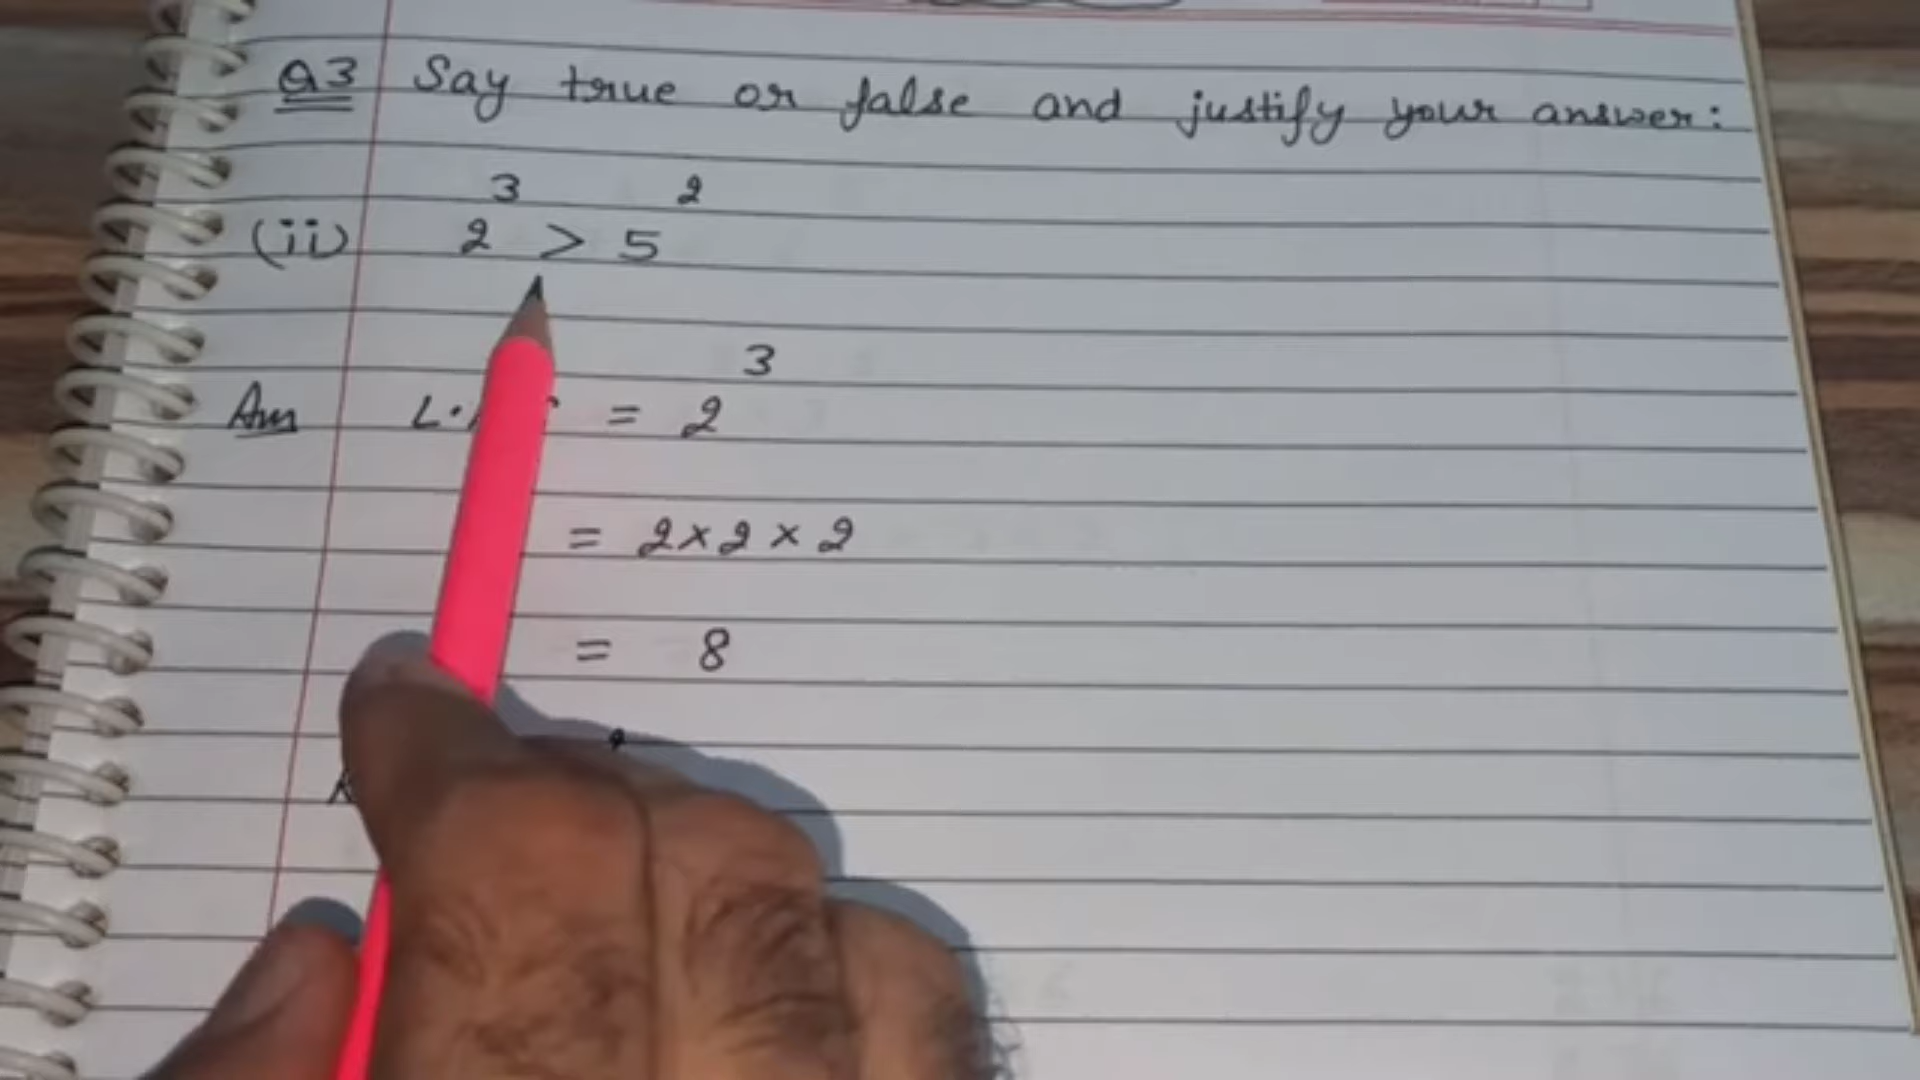 Q3 Say true or false and justify your answer:
(ii) 2³ > 5²
Ans L. = 2³
= 2×2×2
= 8